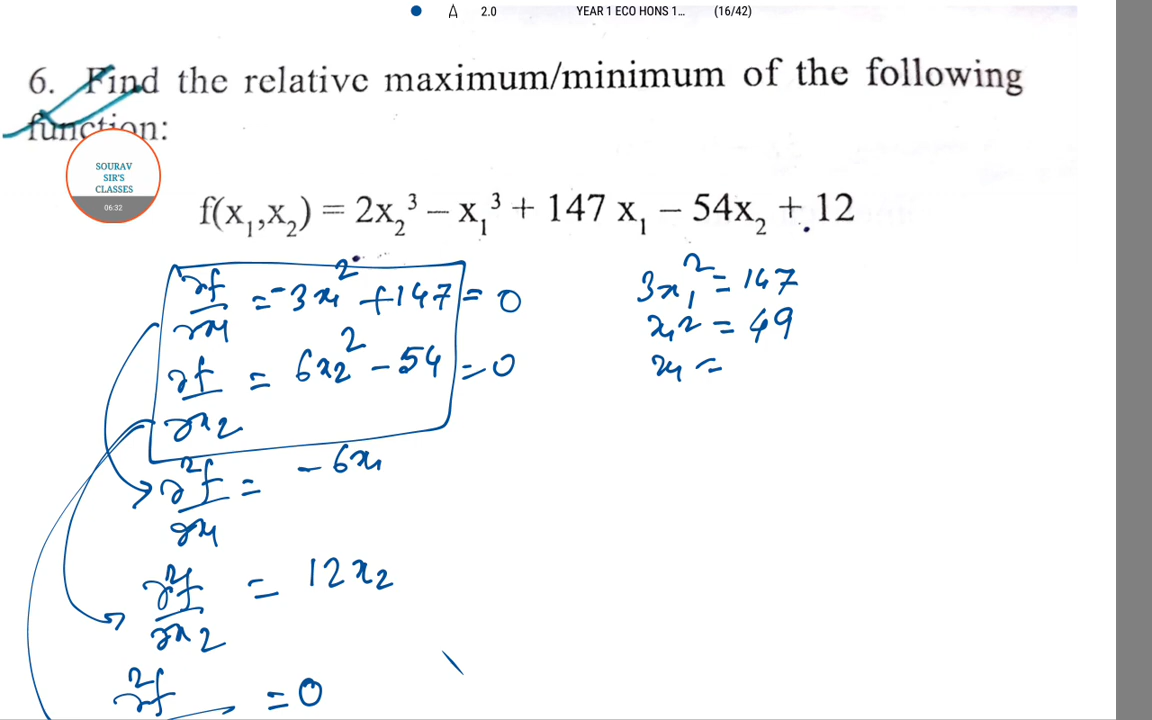 2.0 YEAR 1 ECO HONS 1... (16/42)
6. Find the relative maximum/minimum of the following
function:
SOURAV
SIR'S
CLASSES
06:32
f(x₁,x₂) = 2x₂³ – x₁³ + 147 x₁ – 54x₂ + 12
∂f/∂x₁ = -3x₁² + 147 = 0
∂f/∂x₂ = 6x₂² - 54 = 0
∂²f/∂x₁ = -6x₁
∂²f/∂x₂ = 12x₂
∂²f = 0
3x₁² = 147
x₁² = 49
x₁ =